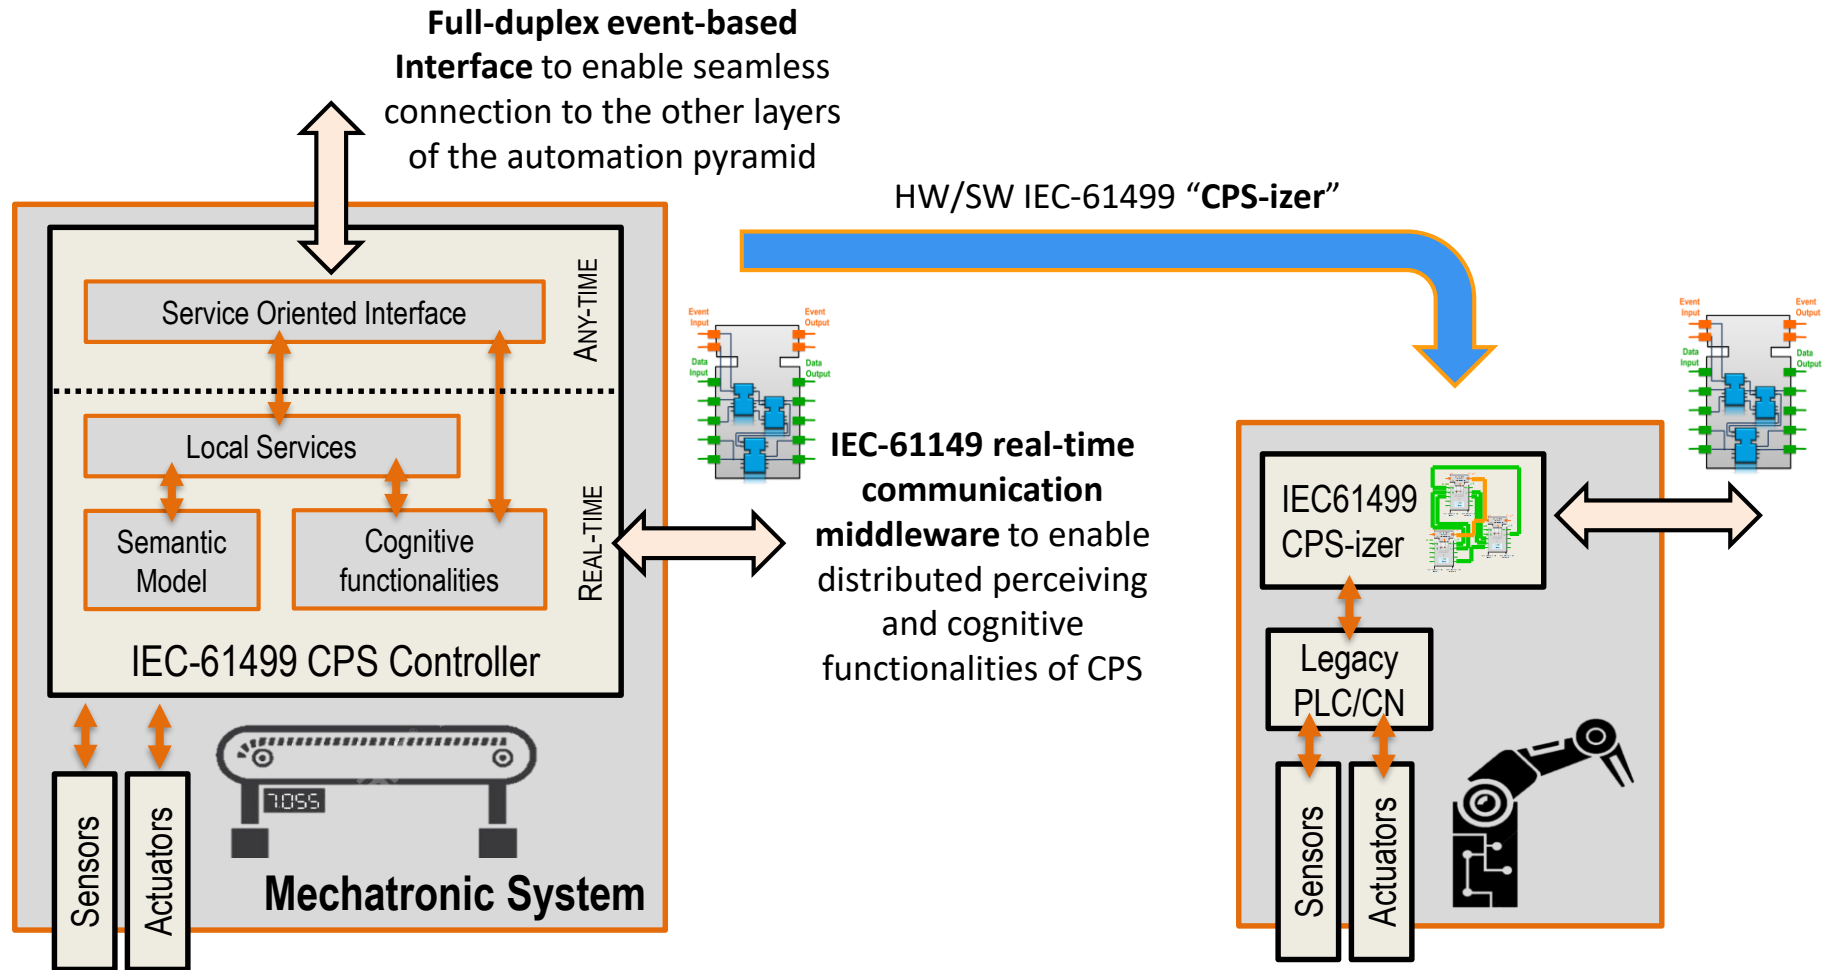 Full-duplex event-based
Interface to enable seamless
connection to the other layers
of the automation pyramid
HW/SW IEC-61499 “CPS-izer”
Service Oriented Interface
ANY-TIME
Local Services
Semantic
Model
Cognitive
functionalities
REAL-TIME
IEC-61499 CPS Controller
Sensors
Actuators
7.055
Mechatronic System
Event
Input
Event
Output
Data
Input
Data
Output
IEC-61149 real-time
communication
middleware to enable
distributed perceiving
and cognitive
functionalities of CPS
Event
Input
Event
Output
Data
Input
Data
Output
IEC61499
CPS-izer
Legacy
PLC/CN
Sensors
Actuators